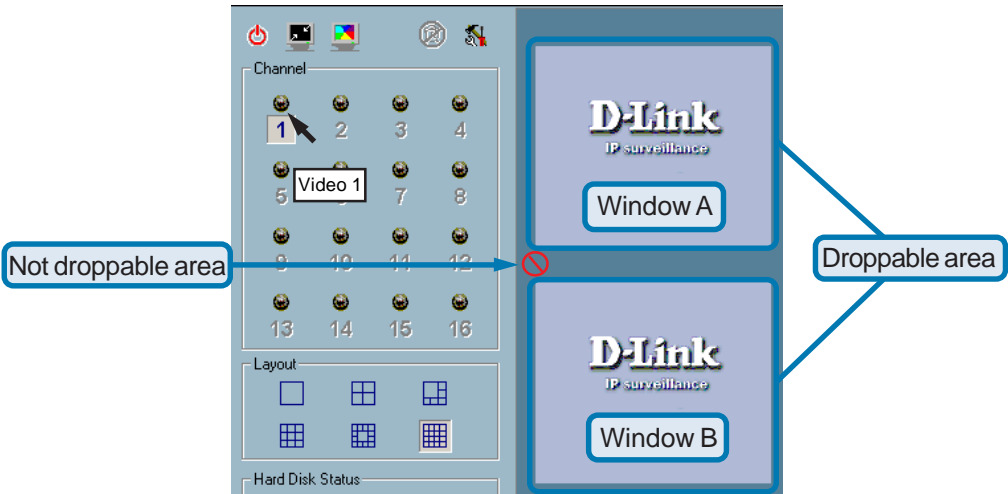 Channel
1 2 3 4
5 6 7 8
Video 1
9 10 11 12
13 14 15 16
Layout
Hard Disk Status
D-Link
IP surveillance
Window A
D-Link
IP surveillance
Window B
Not droppable area
Droppable area